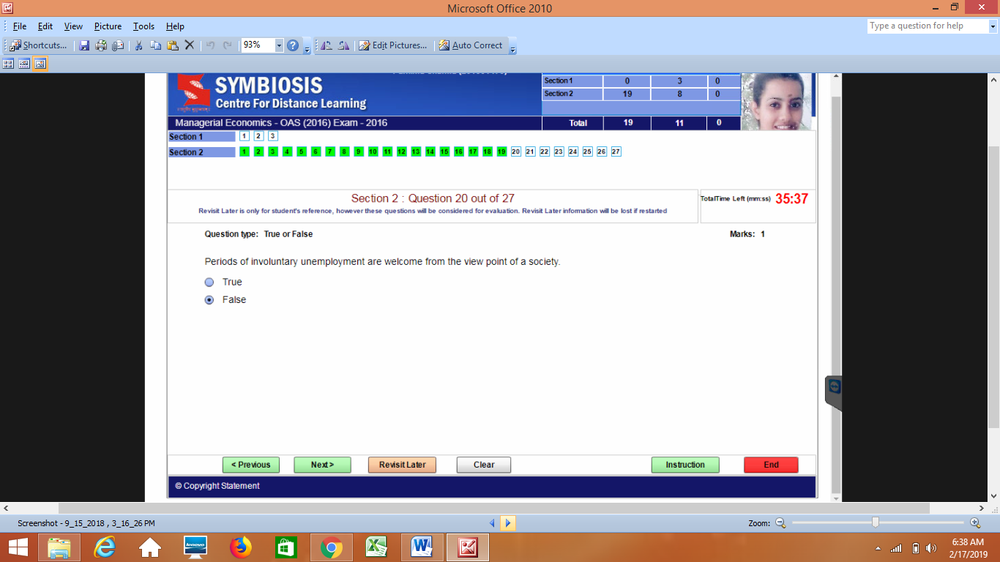 Microsoft Office 2010
File Edit View Picture Tools Help
Type a question for help
Shortcuts... 93% Edit Pictures... Auto Correct
SYMBIOSIS
Centre For Distance Learning
Section 1 0 3 0
Section 2 19 8 0
Managerial Economics - OAS (2016) Exam - 2016
Total 19 11 0
Section 1 1 2 3
Section 2 1 2 3 4 5 6 7 8 9 10 11 12 13 14 15 16 17 18 19 20 21 22 23 24 25 26 27
Section 2 : Question 20 out of 27
TotalTime Left (mm:ss) 35:37
Revisit Later is only for student's reference, however these questions will be considered for evaluation. Revisit Later information will be lost if restarted
Question type: True or False
Marks: 1
Periods of involuntary unemployment are welcome from the view point of a society.
True
False
< Previous Next > Revisit Later Clear Instruction End
© Copyright Statement
Screenshot - 9_15_2018 , 3_16_26 PM
Zoom:
lenovo
6:38 AM
2/17/2019